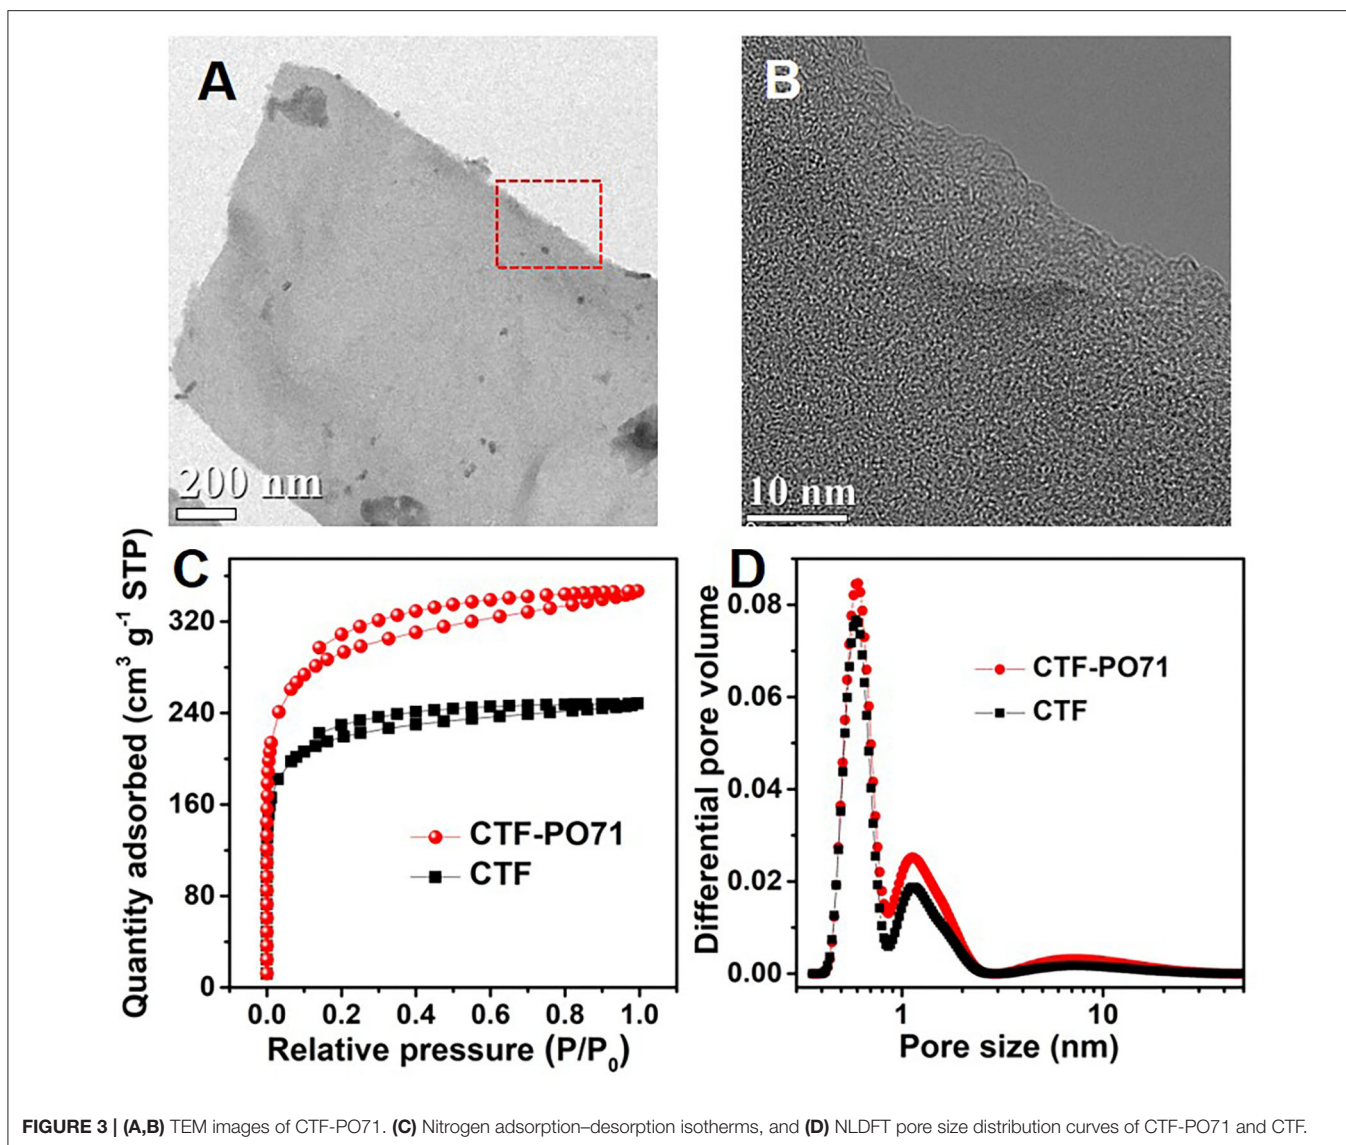 A
B
200 nm
10 nm
C
Quantity adsorbed (cm³ g⁻¹ STP)
320
240
160
80
0
CTF-PO71
CTF
0.0 0.2 0.4 0.6 0.8 1.0
Relative pressure (P/P₀)
D
Differential pore volume
0.08
0.06
0.04
0.02
0.00
CTF-PO71
CTF
1 10
Pore size (nm)
FIGURE 3 | (A,B) TEM images of CTF-PO71. (C) Nitrogen adsorption–desorption isotherms, and (D) NLDFT pore size distribution curves of CTF-PO71 and CTF.